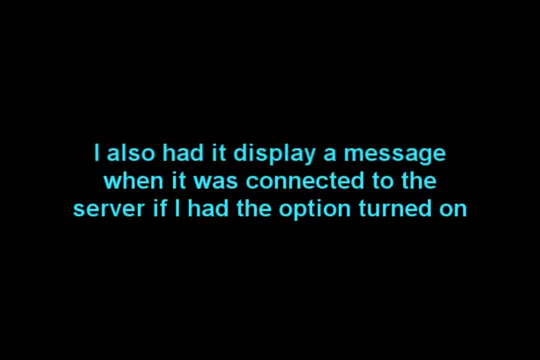 I also had it display a message
when it was connected to the
server if I had the option turned on